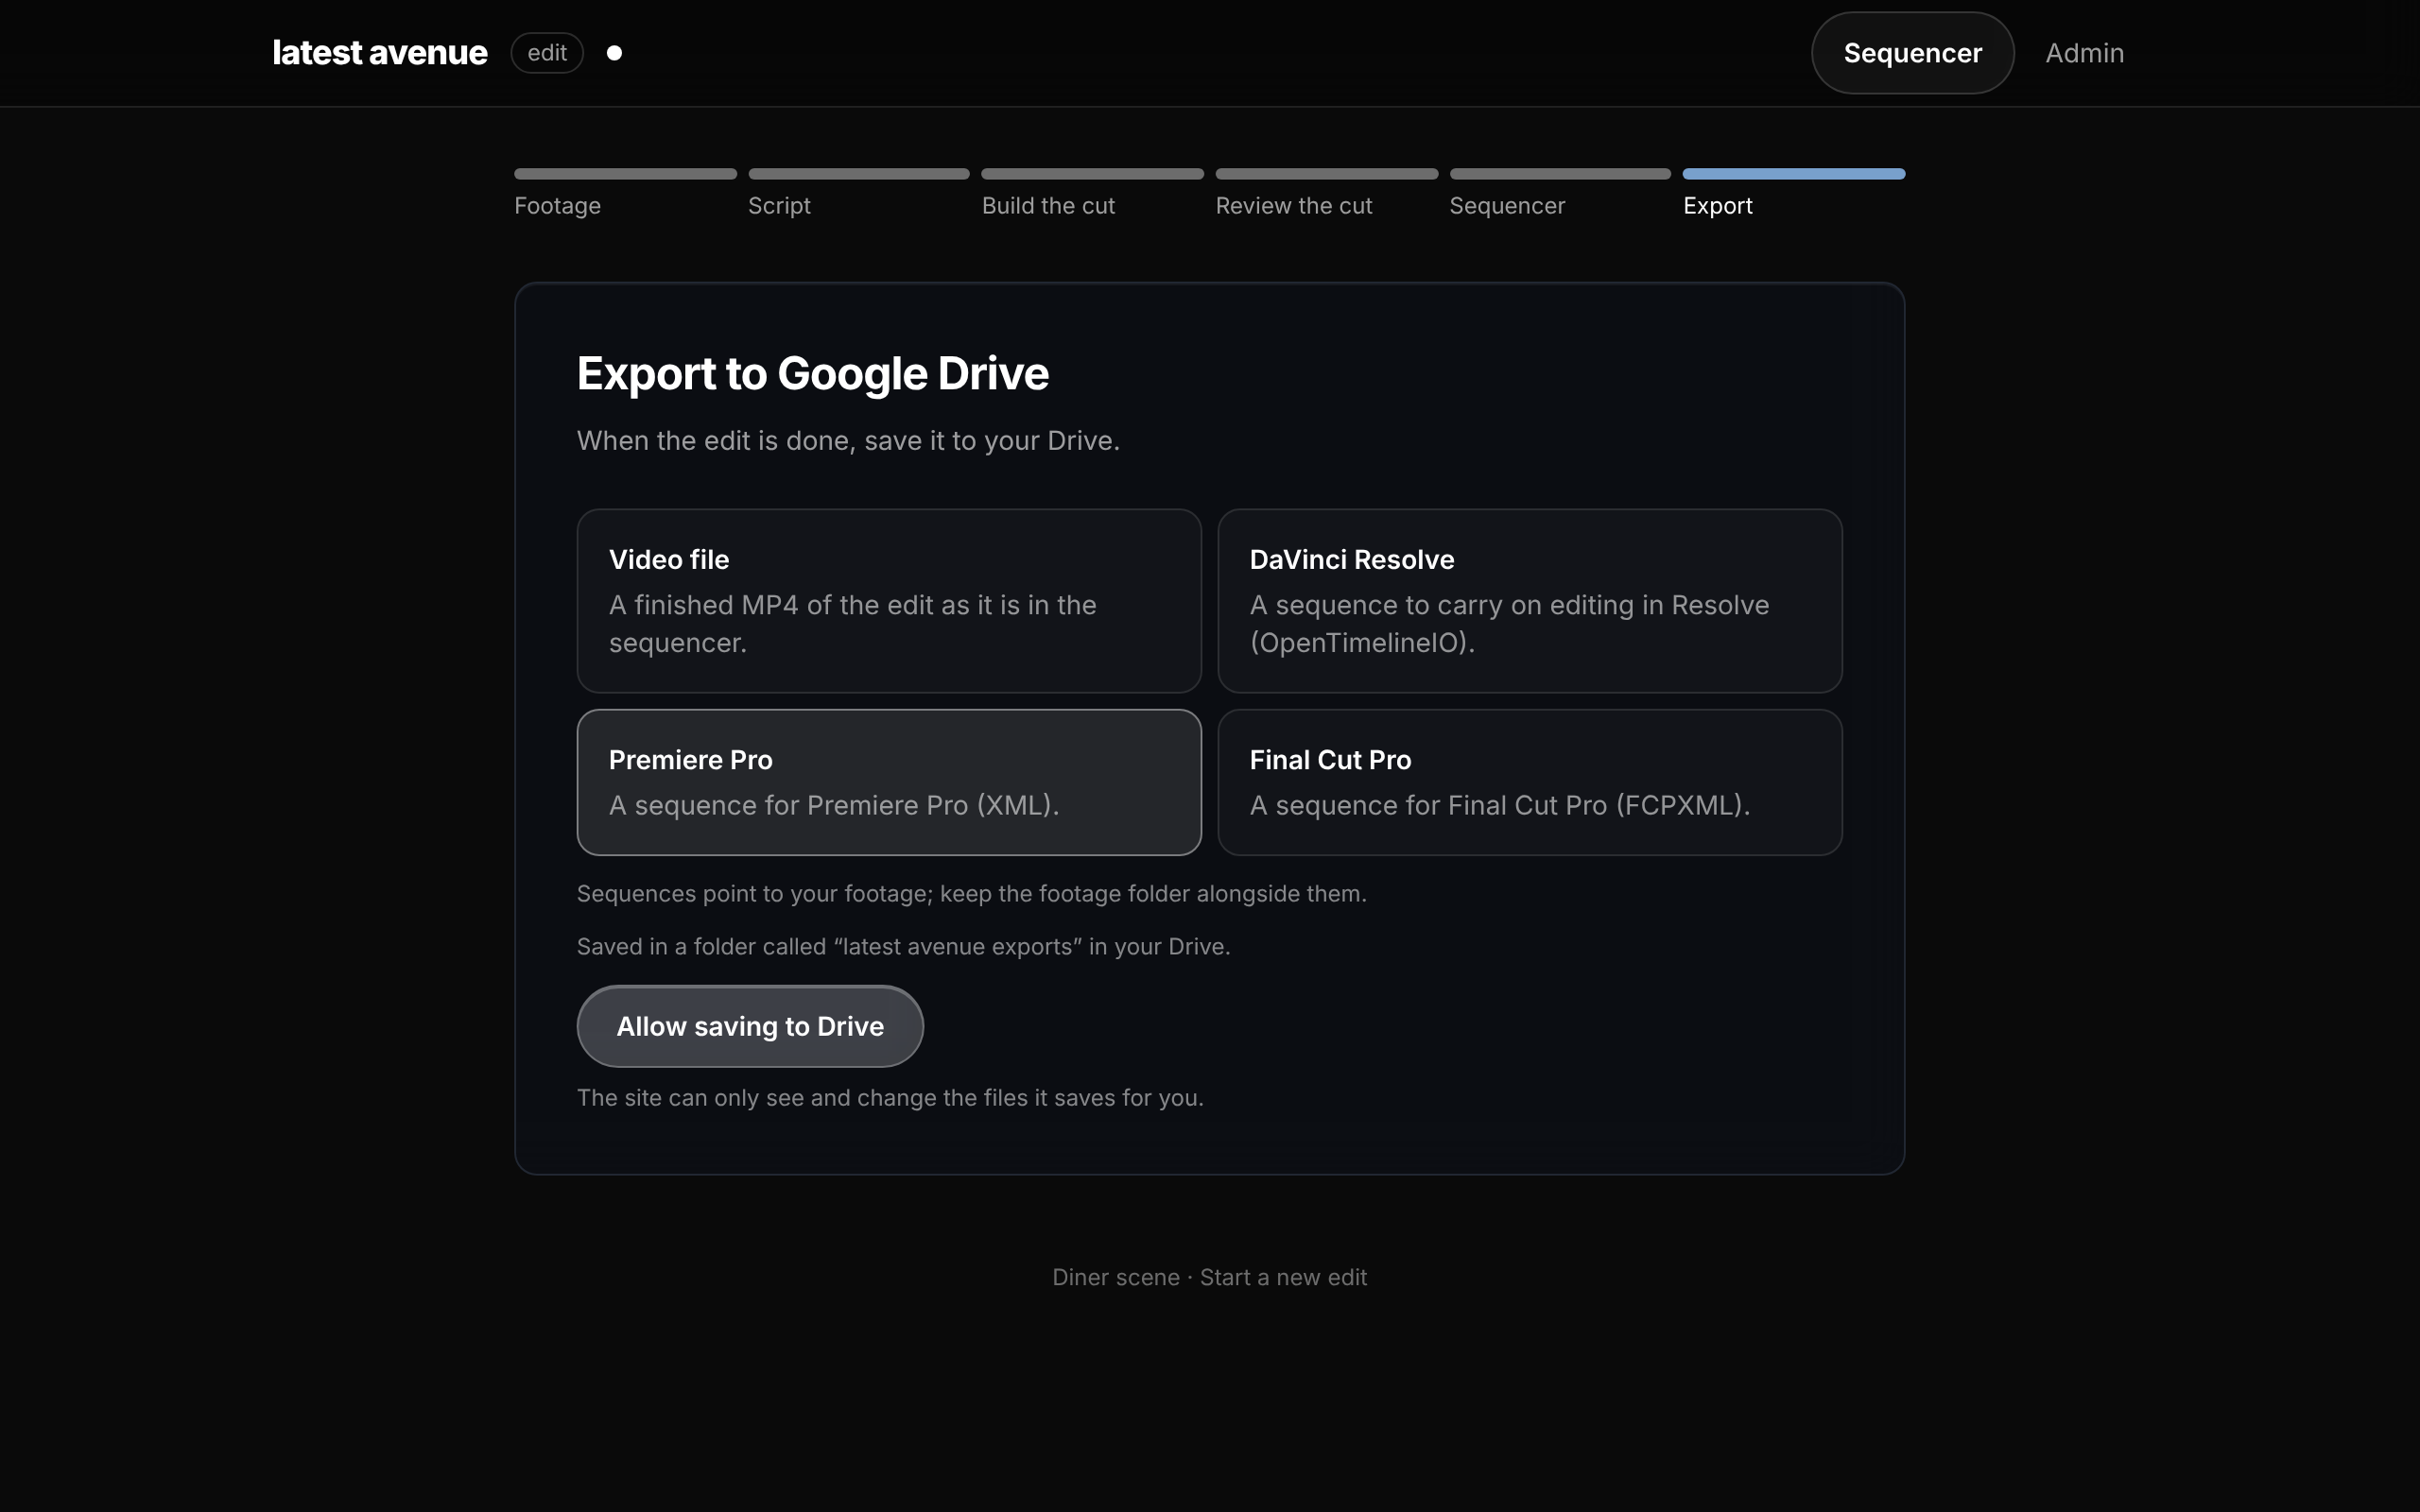 latest avenue edit
Sequencer Admin
Footage Script Build the cut Review the cut Sequencer Export
Export to Google Drive
When the edit is done, save it to your Drive.
Video file
A finished MP4 of the edit as it is in the
sequencer.
DaVinci Resolve
A sequence to carry on editing in Resolve
(OpenTimelineIO).
Premiere Pro
A sequence for Premiere Pro (XML).
Final Cut Pro
A sequence for Final Cut Pro (FCPXML).
Sequences point to your footage; keep the footage folder alongside them.
Saved in a folder called “latest avenue exports” in your Drive.
Allow saving to Drive
The site can only see and change the files it saves for you.
Diner scene · Start a new edit